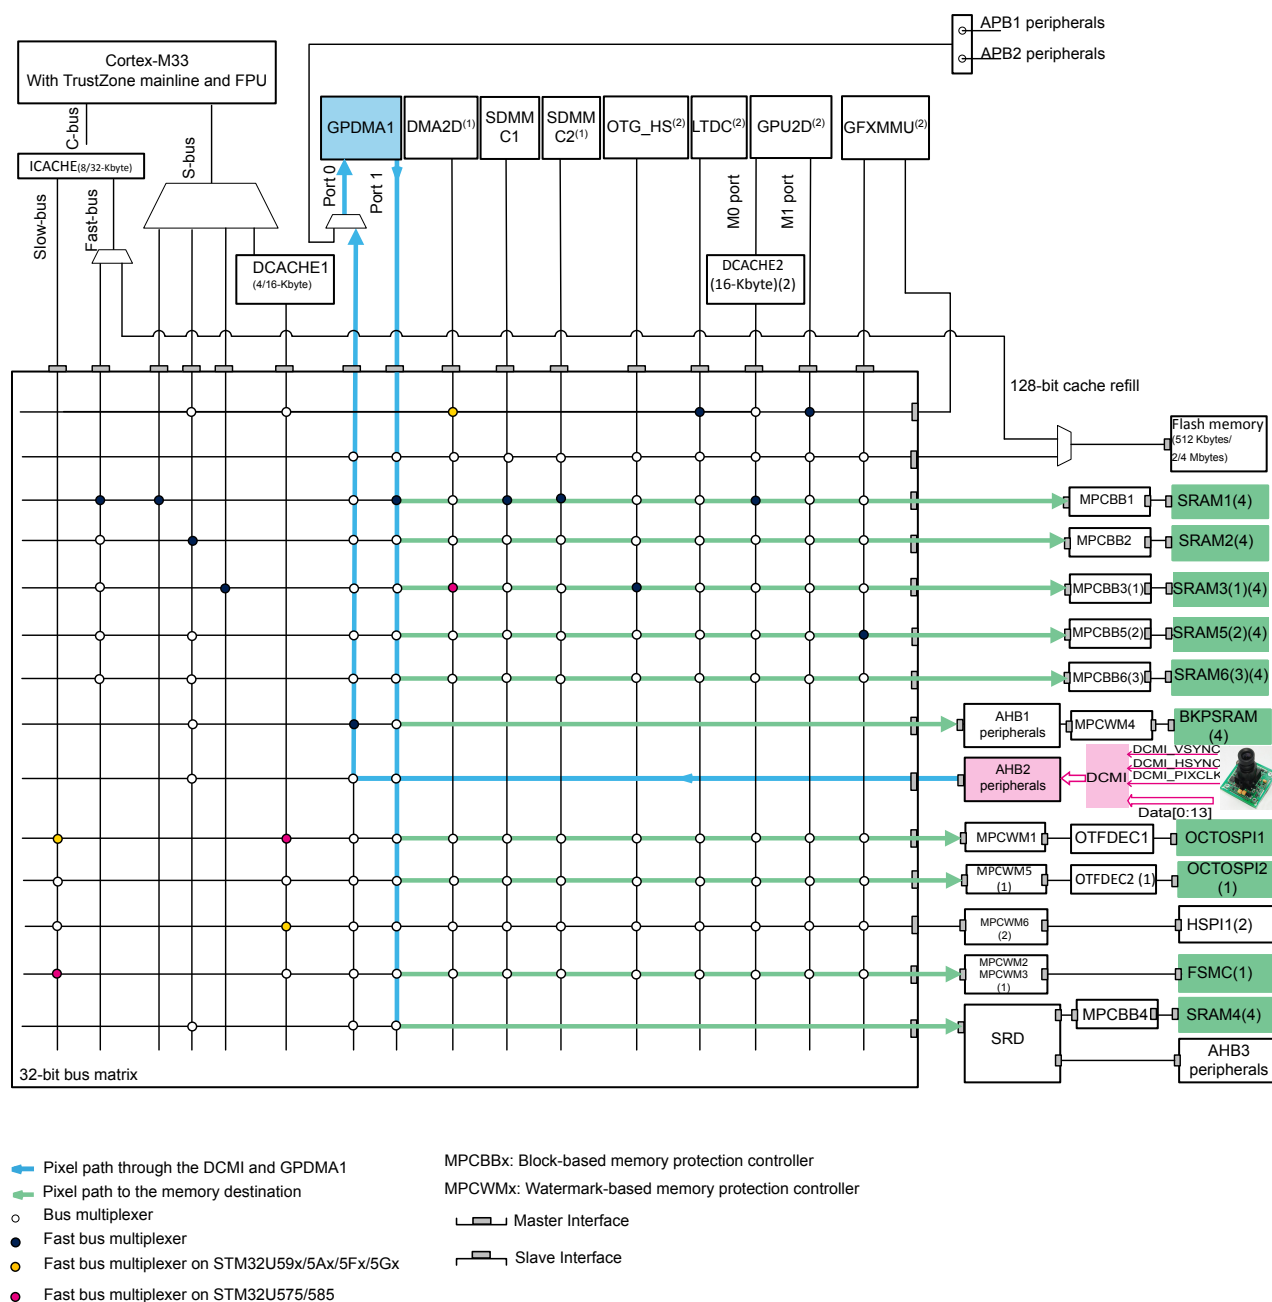 APB1 peripherals
APB2 peripherals
Cortex-M33
With TrustZone mainline and FPU
C-bus
S-bus
ICACHE(8/32-Kbyte)
Slow-bus
Fast-bus
DCACHE1
(4/16-Kbyte)
GPDMA1
Port 0
Port 1
DMA2D(1)
SDMM
C1
SDMM
C2(1)
OTG_HS(2)
LTDC(2)
GPU2D(2)
GFXMMU(2)
M0 port
M1 port
DCACHE2
(16-Kbyte)(2)
128-bit cache refill
Flash memory
(512 Kbytes/
2/4 Mbytes)
MPCBB1
SRAM1(4)
MPCBB2
SRAM2(4)
MPCBB3(1)
SRAM3(1)(4)
MPCBB5(2)
SRAM5(2)(4)
MPCBB6(3)
SRAM6(3)(4)
AHB1
peripherals
MPCWM4
BKPSRAM
(4)
AHB2
peripherals
DCMI
DCMI_VSYNC
DCMI_HSYNC
DCMI_PIXCLK
Data[0:13]
MPCWM1
OTFDEC1
OCTOSPI1
MPCWM5
(1)
OTFDEC2 (1)
OCTOSPI2
(1)
MPCWM6
(2)
HSPI1(2)
MPCWM2
MPCWM3
(1)
FSMC(1)
SRD
MPCBB4
SRAM4(4)
AHB3
peripherals
32-bit bus matrix
Pixel path through the DCMI and GPDMA1
Pixel path to the memory destination
Bus multiplexer
Fast bus multiplexer
Fast bus multiplexer on STM32U59x/5Ax/5Fx/5Gx
Fast bus multiplexer on STM32U575/585
MPCBBx: Block-based memory protection controller
MPCWMx: Watermark-based memory protection controller
Master Interface
Slave Interface